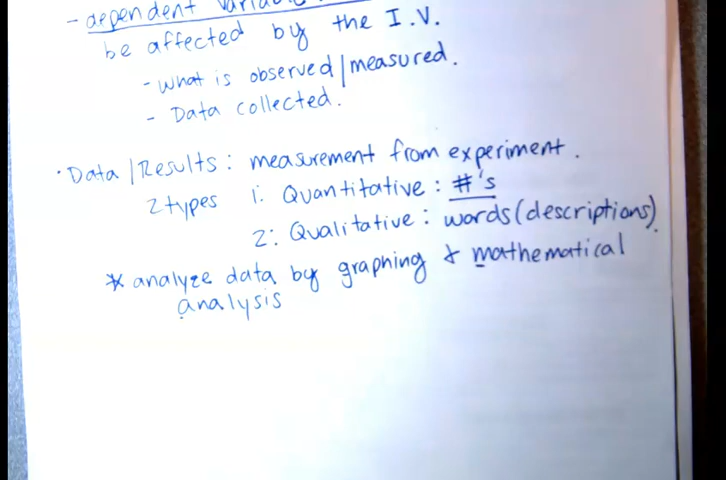 - dependent variable
be affected by the I.V.
- What is observed/measured.
- Data collected.
• Data/Results: measurement from experiment.
2 types 1: Quantitative: #'s
2: Qualitative: words (descriptions)
* analyze data by graphing & mathematical
analysis